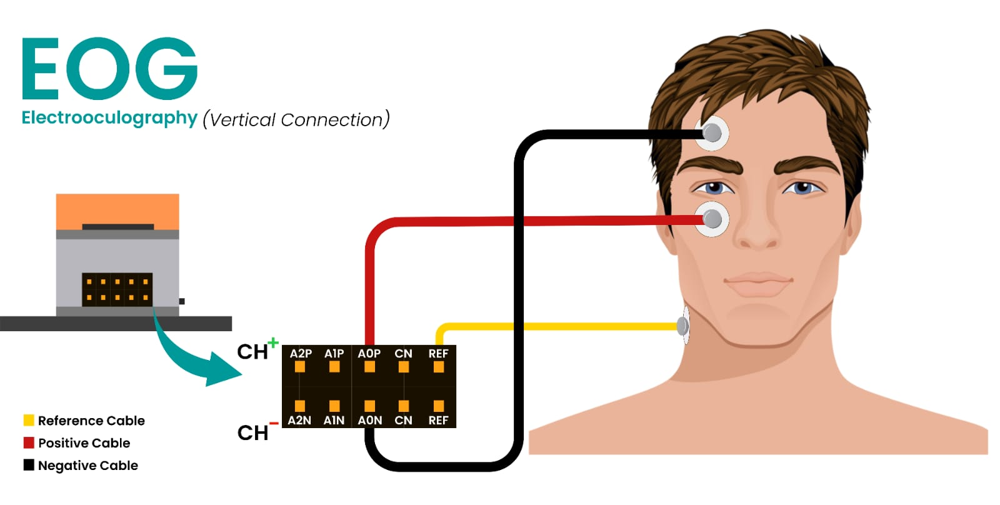 EOG
Electrooculography (Vertical Connection)
CH+
A2P A1P A0P CN REF
A2N A1N A0N CN REF
CH-
Reference Cable
Positive Cable
Negative Cable